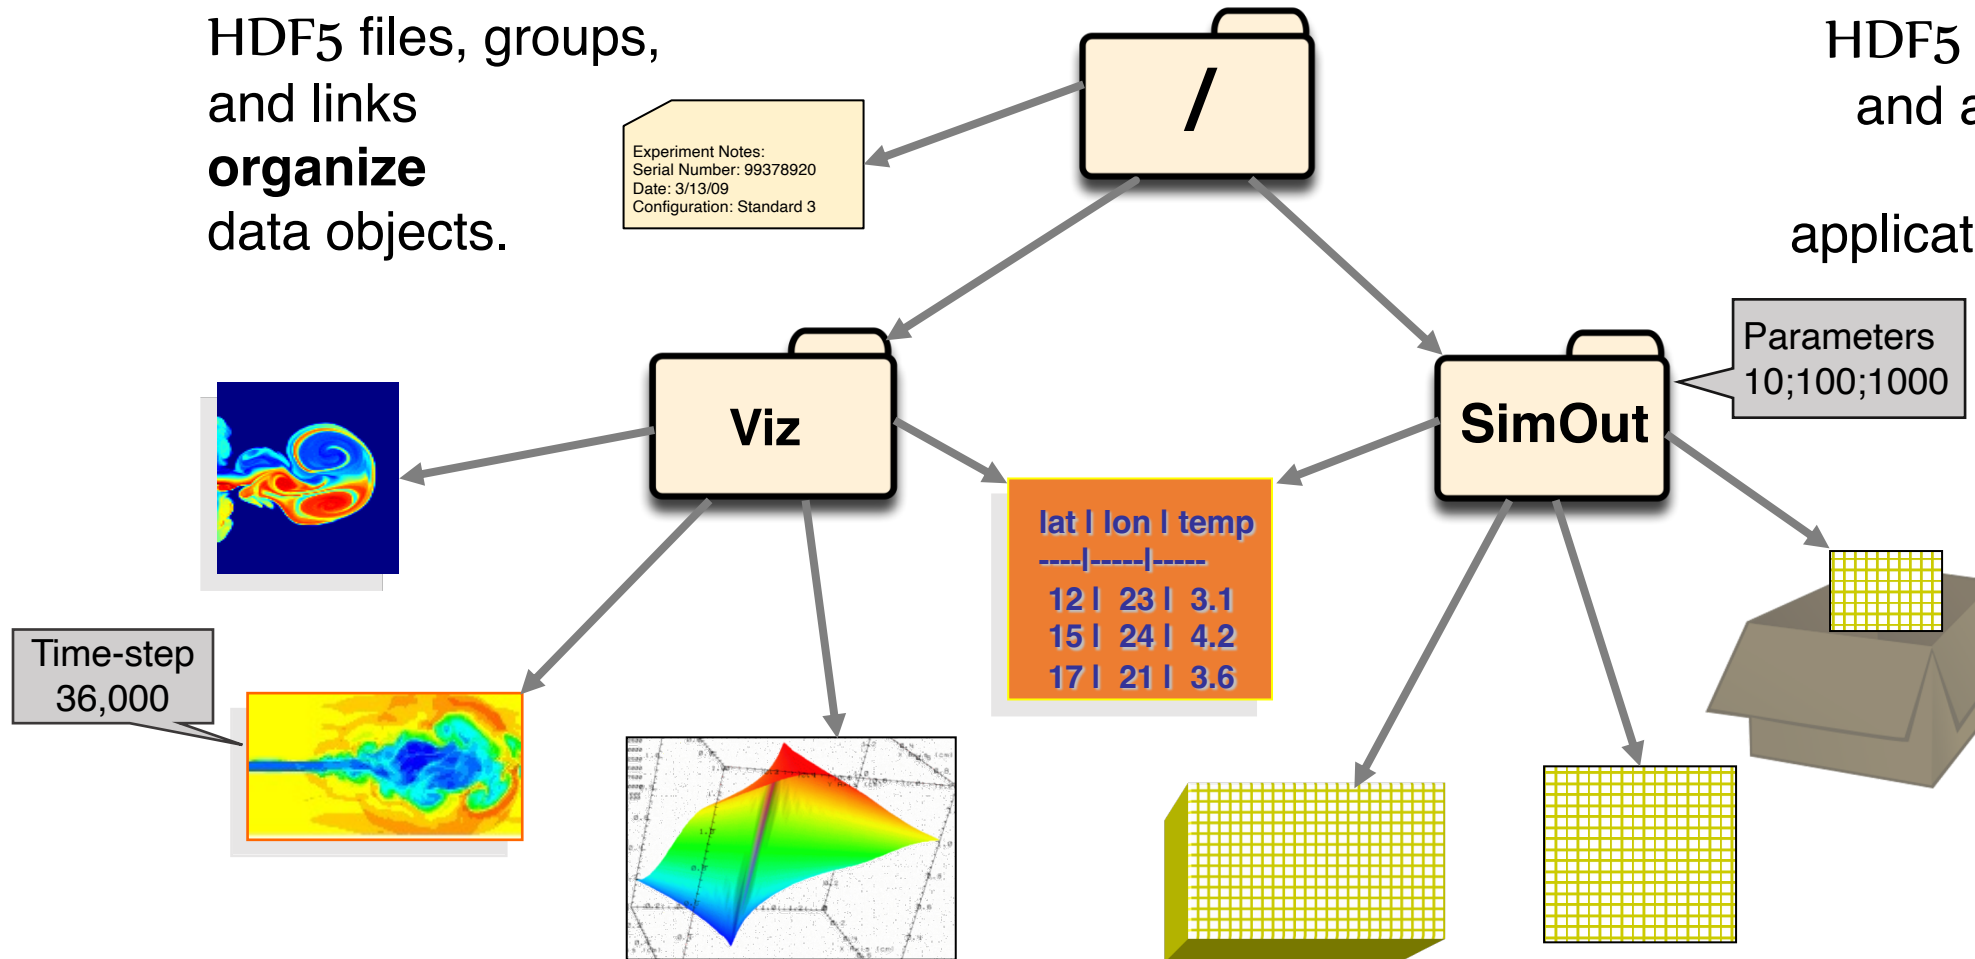 HDF5 files, groups,
and links
organize
data objects.
HDF5
and a
applicat
/
Experiment Notes:
Serial Number: 99378920
Date: 3/13/09
Configuration: Standard 3
Viz
SimOut
Parameters
10;100;1000
lat | lon | temp
----|-----|-----
12 | 23 | 3.1
15 | 24 | 4.2
17 | 21 | 3.6
Time-step
36,000